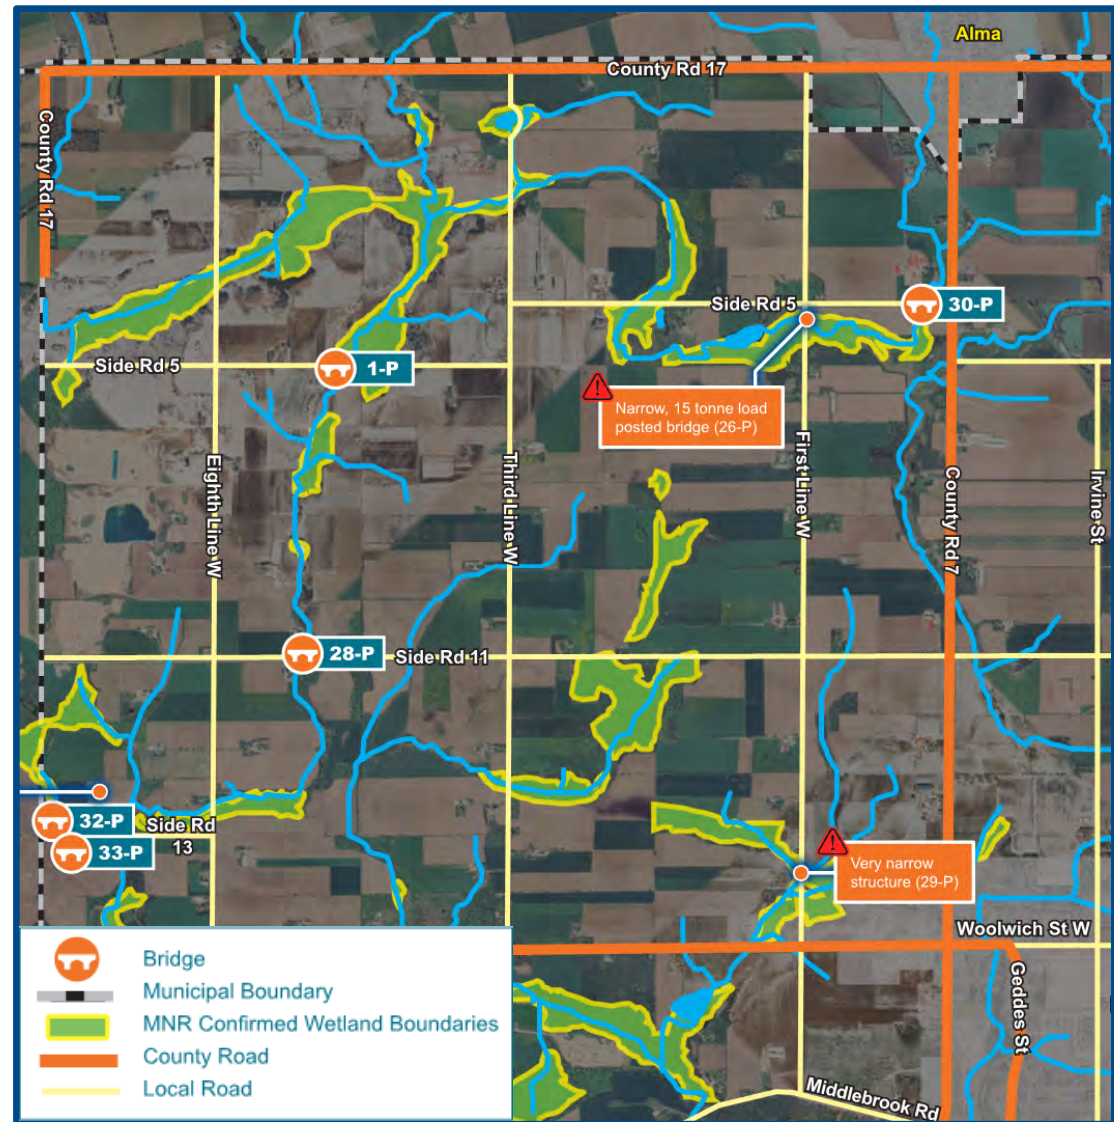 Alma
County Rd 17
County Rd 17
Side Rd 5
30-P
Side Rd 5
1-P
Narrow, 15 tonne load
posted bridge (26-P)
Eighth Line W
Third Line W
First Line W
County Rd 7
Irvine St
28-P
Side Rd 11
32-P
Side Rd
13
33-P
Very narrow
structure (29-P)
Woolwich St W
Geddes St
Middlebrook Rd
Bridge
Municipal Boundary
MNR Confirmed Wetland Boundaries
County Road
Local Road